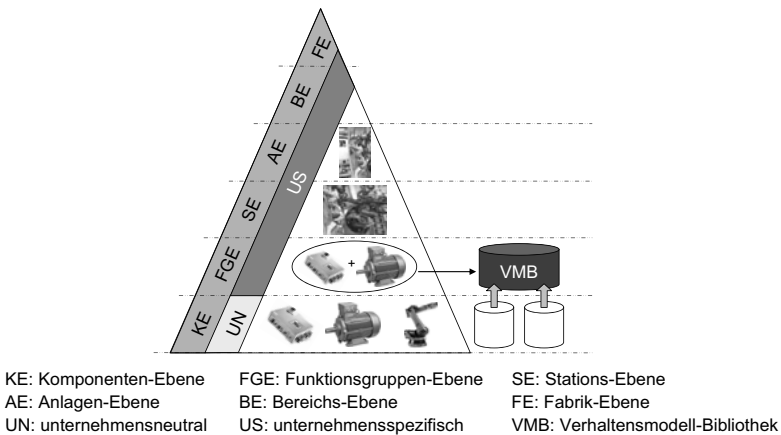 FE
BE
AE
US
SE
FGE
+
VMB
KE
UN
KE: Komponenten-Ebene FGE: Funktionsgruppen-Ebene SE: Stations-Ebene
AE: Anlagen-Ebene BE: Bereichs-Ebene FE: Fabrik-Ebene
UN: unternehmensneutral US: unternehmensspezifisch VMB: Verhaltensmodell-Bibliothek